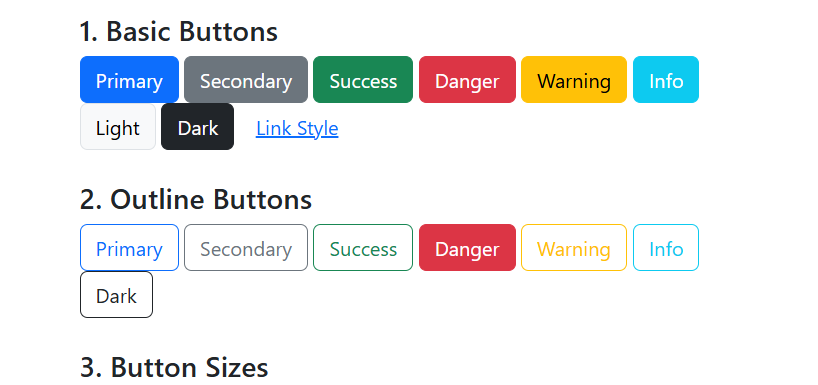 1. Basic Buttons
Primary Secondary Success Danger Warning Info
Light Dark Link Style
2. Outline Buttons
Primary Secondary Success Danger Warning Info
Dark
3. Button Sizes